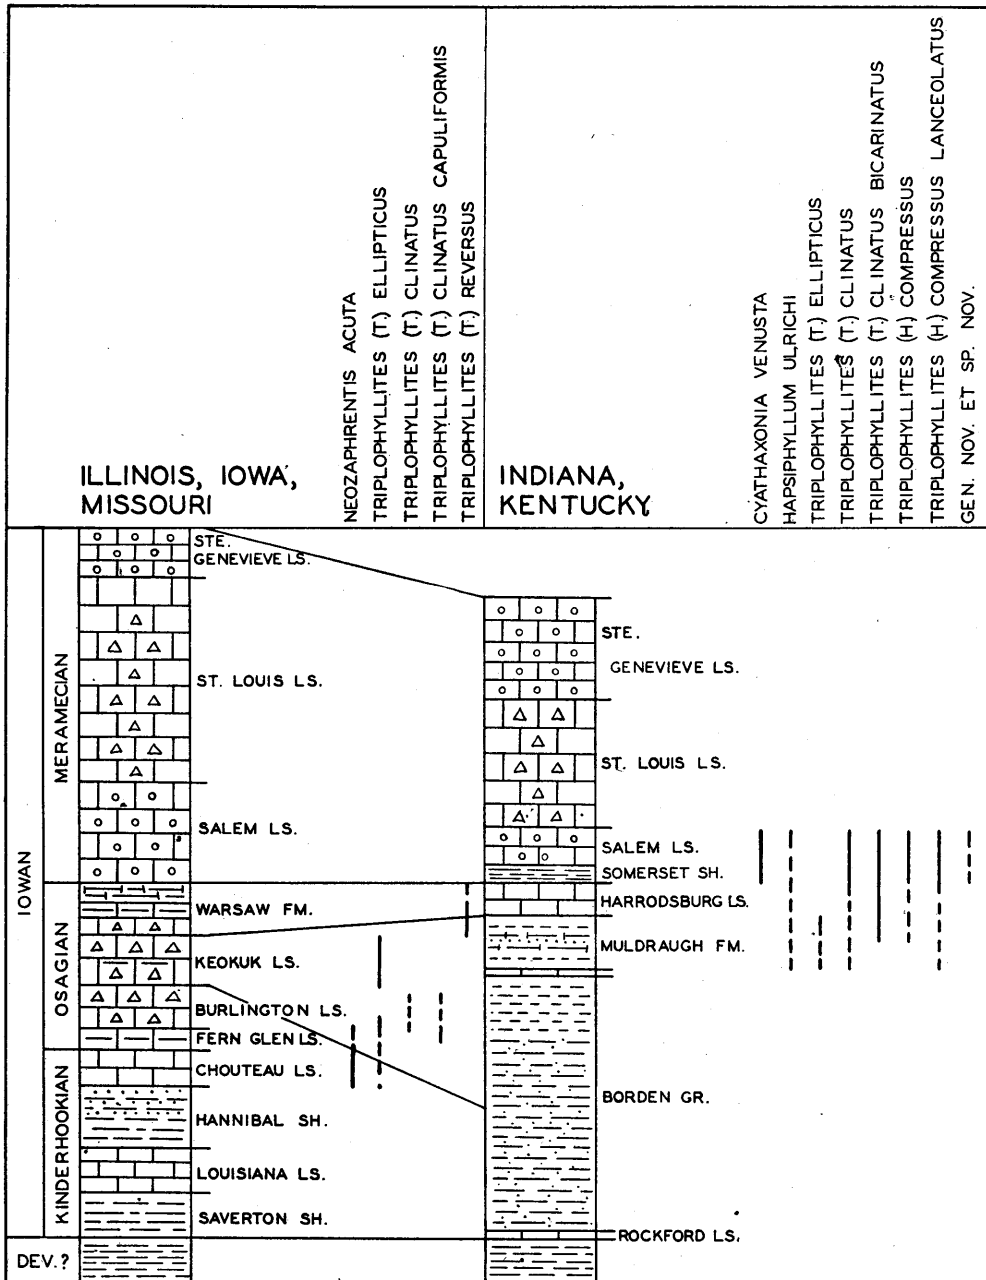 ILLINOIS, IOWA,
MISSOURI
NEOZAPHRENTIS ACUTA
TRIPLOPHYLLITES (T.) ELLIPTICUS
TRIPLOPHYLLITES (T.) CLINATUS
TRIPLOPHYLLITES (T.) CLINATUS CAPULIFORMIS
TRIPLOPHYLLITES (T.) REVERSUS
INDIANA,
KENTUCKY
CYATHAXONIA VENUSTA
HAPSIPHYLLUM ULRICHI
TRIPLOPHYLLITES (T.) ELLIPTICUS
TRIPLOPHYLLITES (T.) CLINATUS
TRIPLOPHYLLITES (T.) CLINATUS BICARINATUS
TRIPLOPHYLLITES (H.) COMPRESSUS
TRIPLOPHYLLITES (H.) COMPRESSUS LANCEOLATUS
GEN. NOV. ET SP. NOV.
IOWAN
MERAMECIAN
OSAGIAN
KINDERHOOKIAN
DEV. ?
STE.
GENEVIEVE LS.
ST. LOUIS LS.
SALEM LS.
WARSAW FM.
KEOKUK LS.
BURLINGTON LS.
FERN GLEN LS.
CHOUTEAU LS.
HANNIBAL SH.
LOUISIANA LS.
SAVERTON SH.
STE.
GENEVIEVE LS.
ST. LOUIS LS.
SALEM LS.
SOMERSET SH.
HARRODSBURG LS.
MULDRAUGH FM.
BORDEN GR.
ROCKFORD LS.